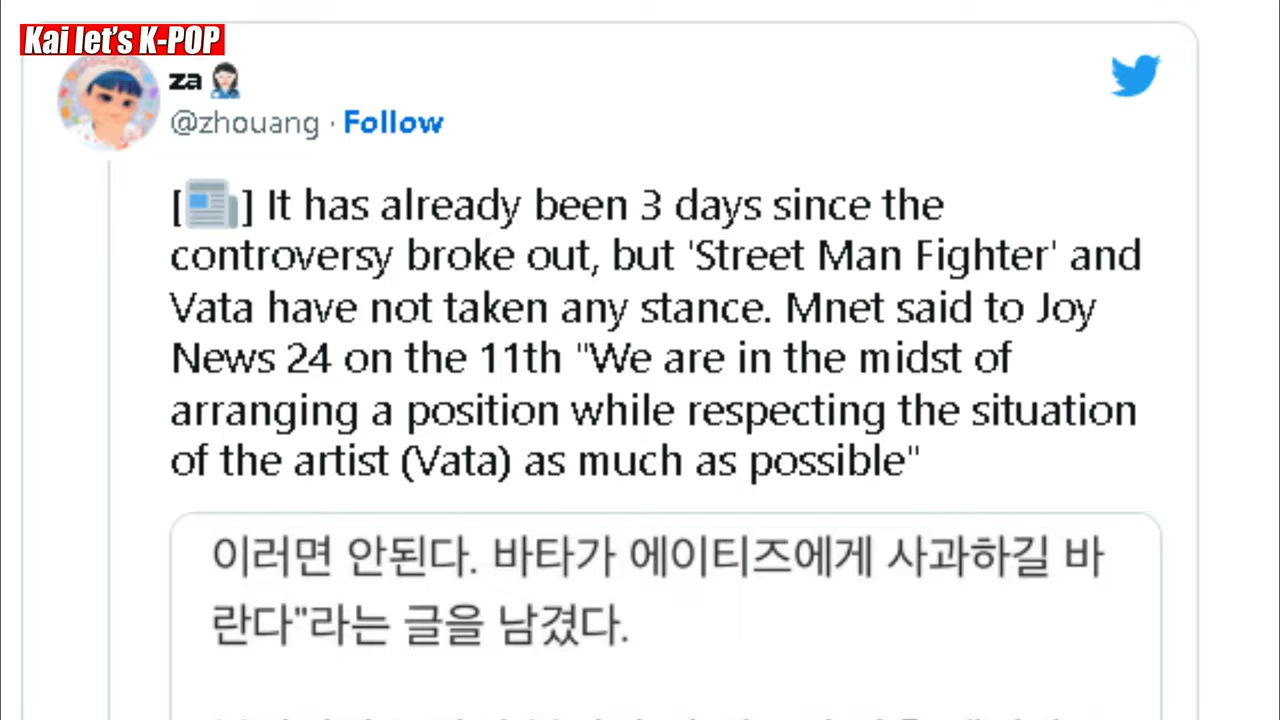 Kai let's K-POP
za
@zhouang · Follow
[📰] It has already been 3 days since the
controversy broke out, but 'Street Man Fighter' and
Vata have not taken any stance. Mnet said to Joy
News 24 on the 11th "We are in the midst of
arranging a position while respecting the situation
of the artist (Vata) as much as possible"
이러면 안된다. 바타가 에이티즈에게 사과하길 바
란다"라는 글을 남겼다.